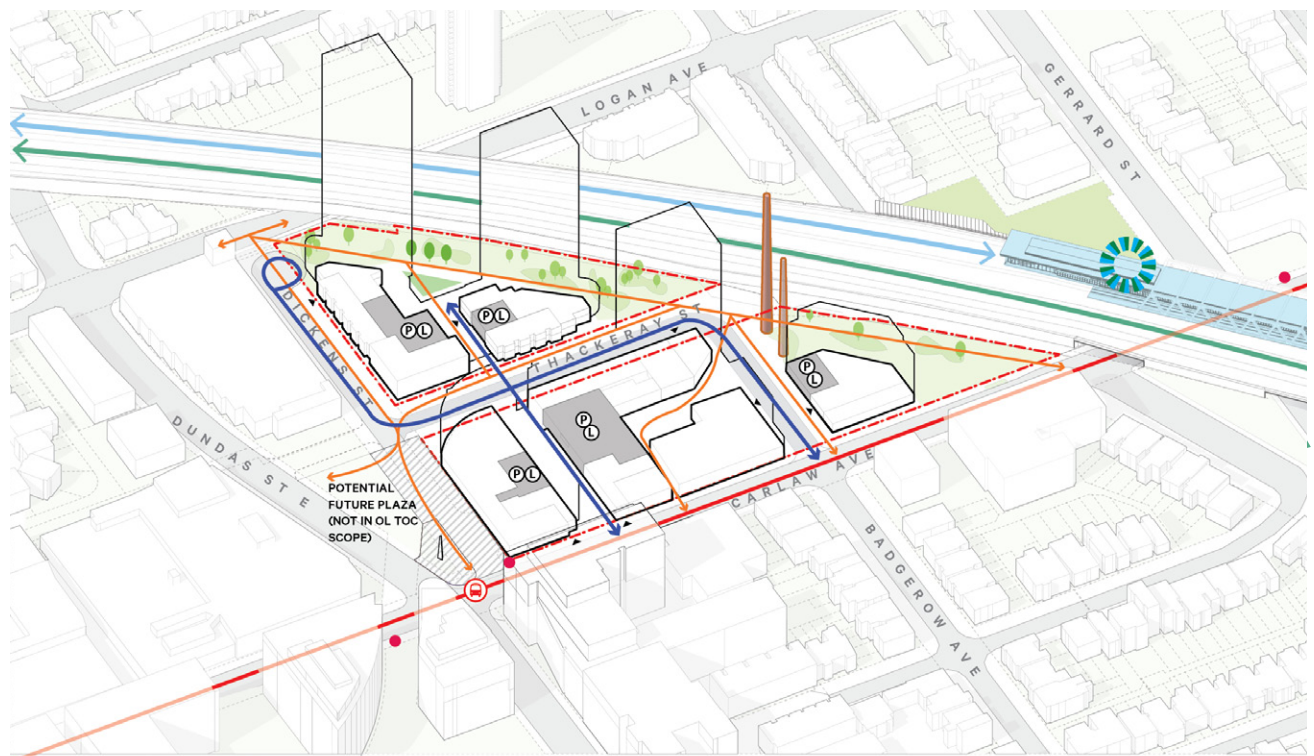 LOGAN AVE
GERRARD ST
DICKENS ST
THACKERAY ST
P L
P L
P L
P L
P L
DUNDAS ST E
CARLAW AVE
BADGEROW AVE
POTENTIAL
FUTURE PLAZA
(NOT IN OL TOC
SCOPE)